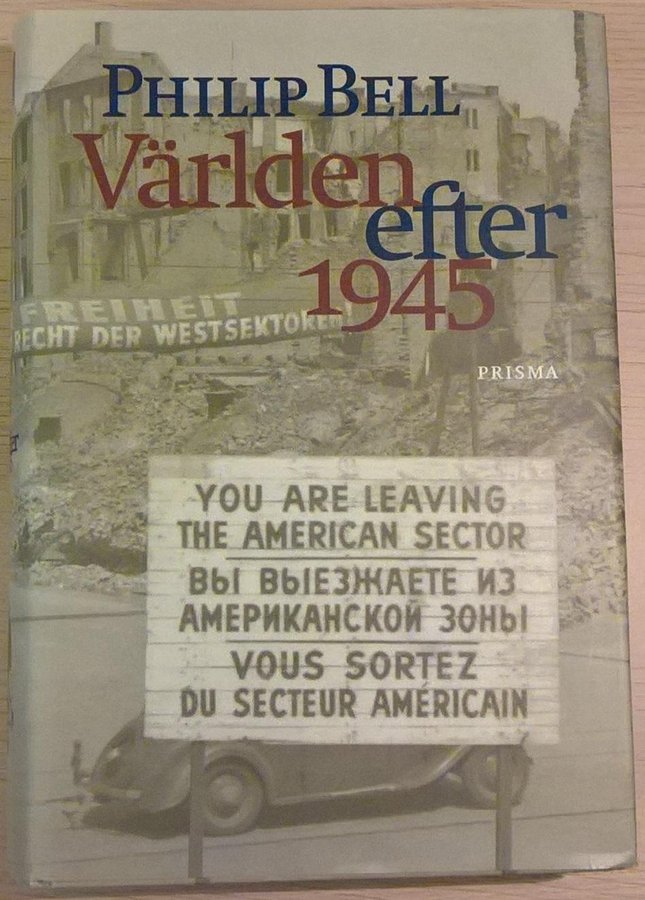 PHILIP BELL
Världen
efter
1945
FREIHEIT
RECHT DER WESTSEKTOREN!
PRISMA
YOU ARE LEAVING
THE AMERICAN SECTOR
ВЫ ВЫЕЗЖАЕТЕ ИЗ
АМЕРИКАНСКОЙ ЗОНЫ
VOUS SORTEZ
DU SECTEUR AMÉRICAIN